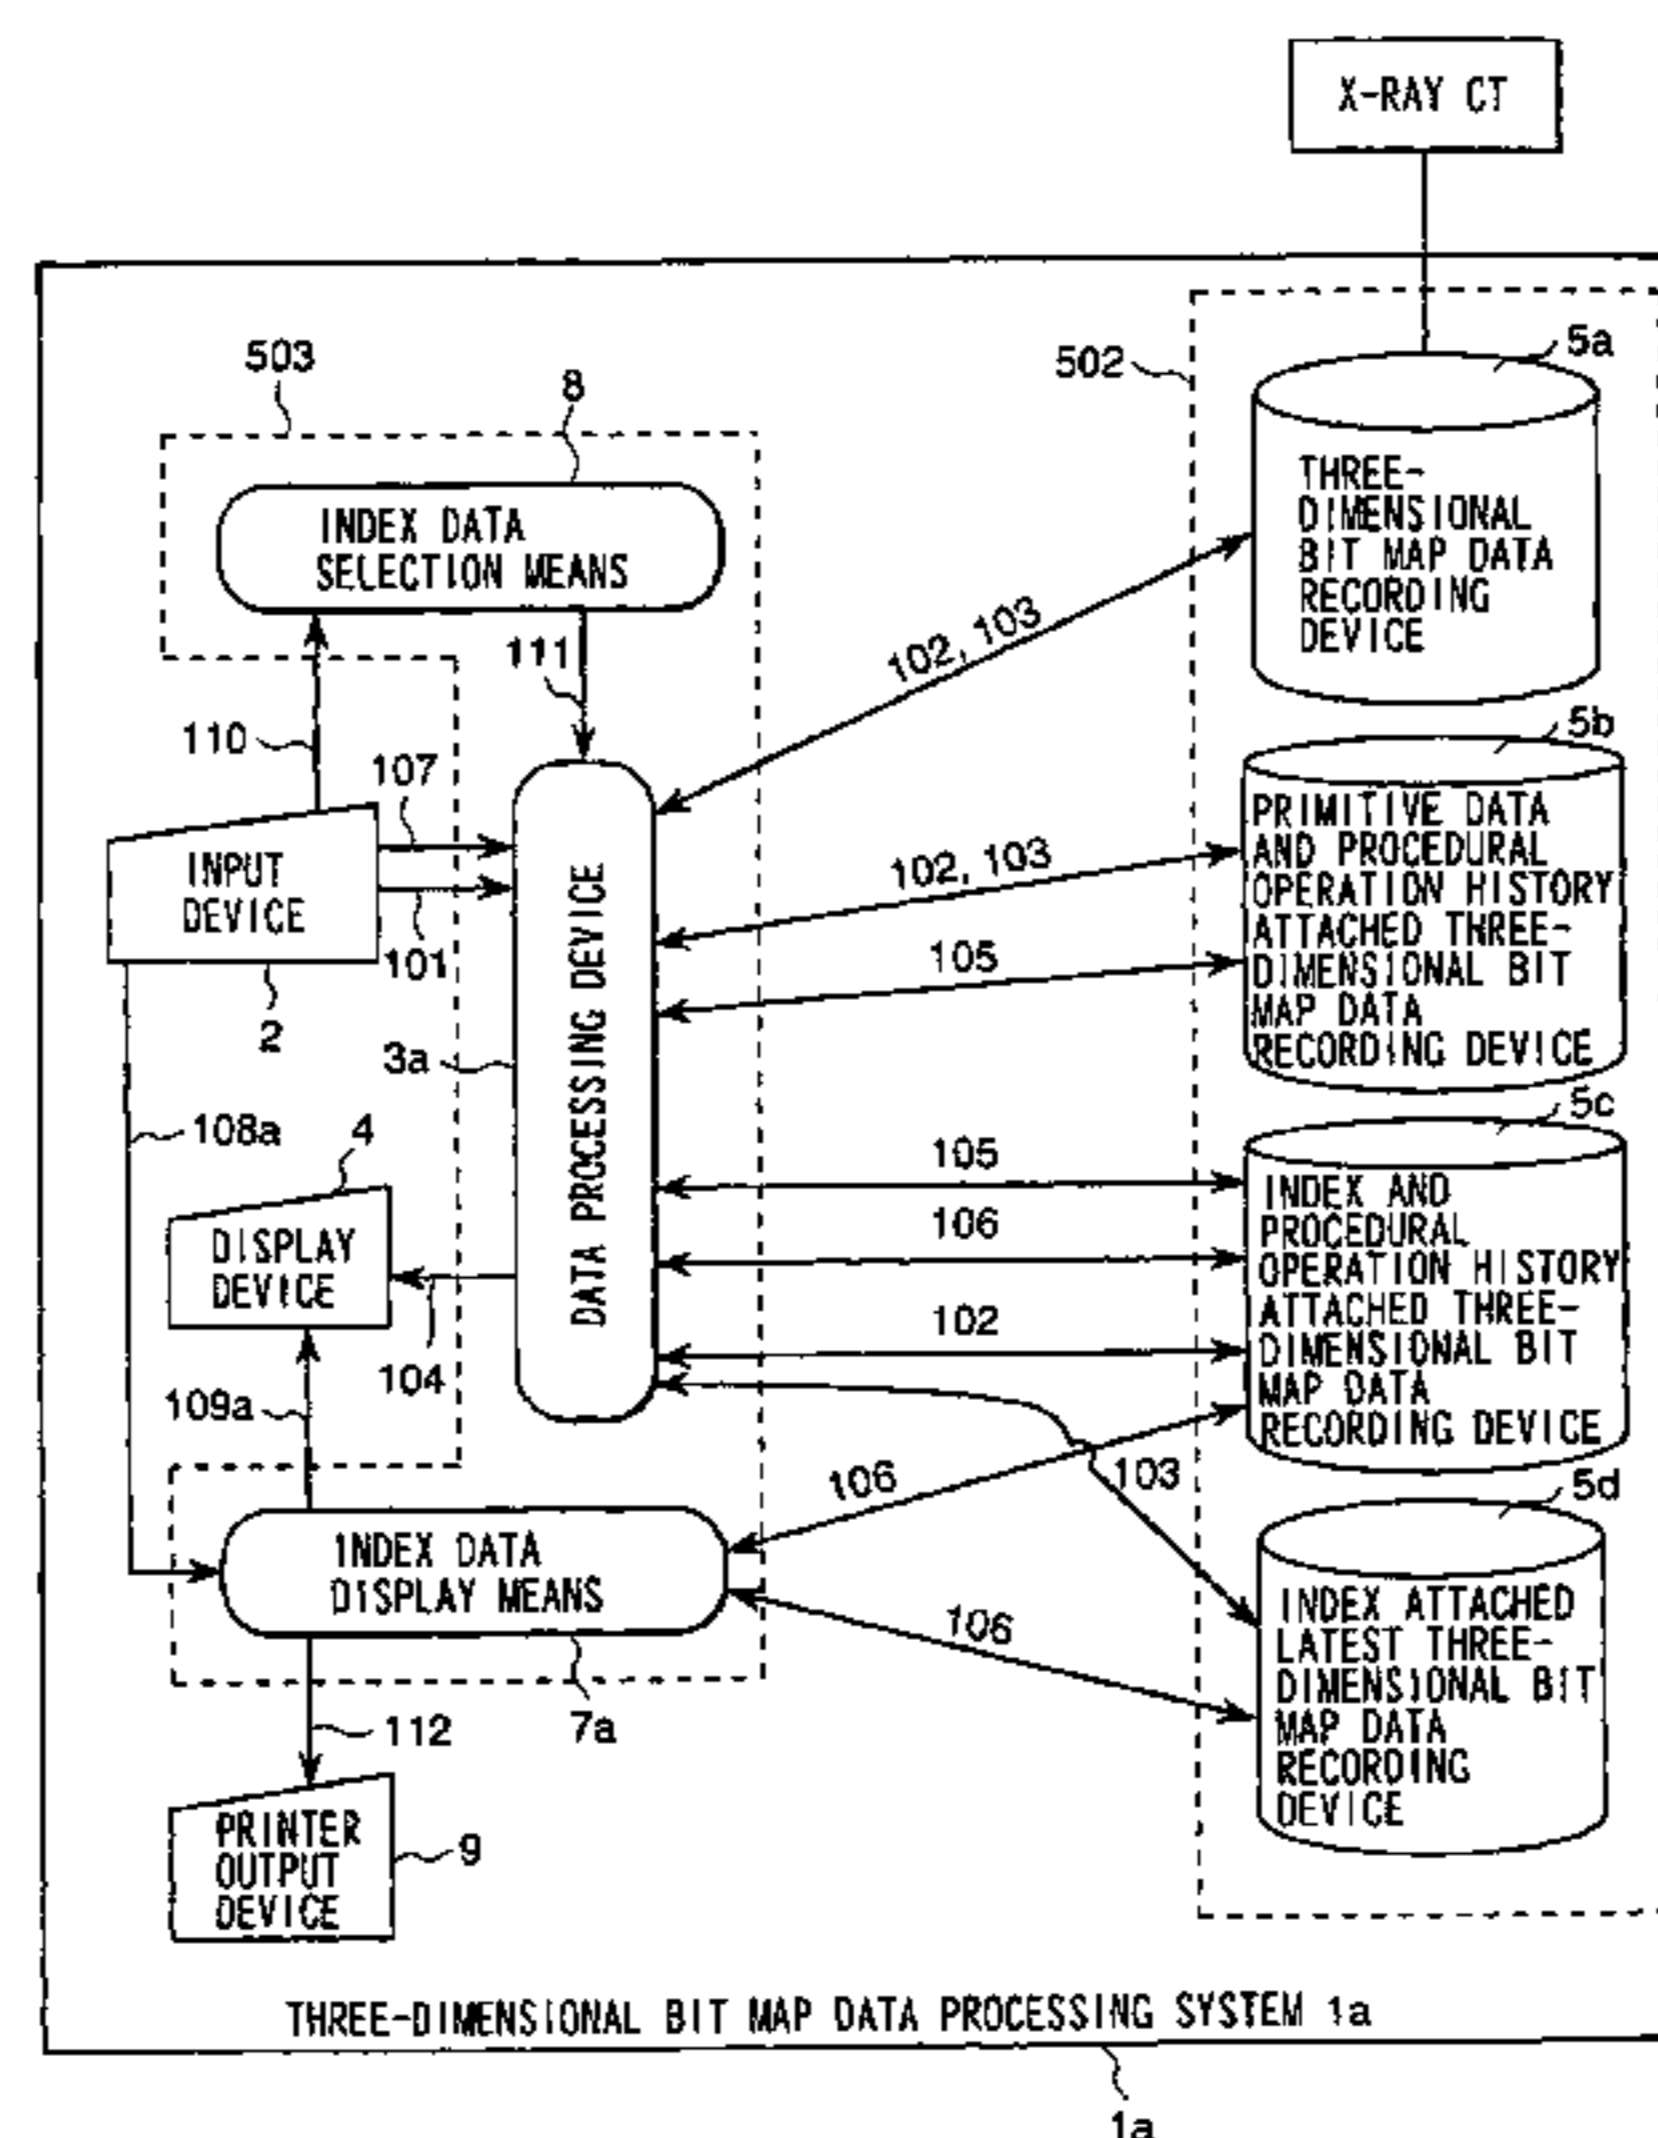 X-RAY CT
503
8
502
5a
INDEX DATA
SELECTION MEANS
THREE-
DIMENSIONAL
BIT MAP DATA
RECORDING
DEVICE
111
102, 103
110
107
5b
INPUT
DEVICE
101
2
DATA PROCESSING DEVICE
3a
102, 103
105
PRIMITIVE DATA
AND PROCEDURAL
OPERATION HISTORY
ATTACHED THREE-
DIMENSIONAL BIT
MAP DATA
RECORDING DEVICE
108a
4
5c
DISPLAY
DEVICE
104
109a
105
106
102
INDEX AND
PROCEDURAL
OPERATION HISTORY
ATTACHED THREE-
DIMENSIONAL BIT
MAP DATA
RECORDING DEVICE
106
103
5d
INDEX DATA
DISPLAY MEANS
106
7a
112
INDEX ATTACHED
LATEST THREE-
DIMENSIONAL BIT
MAP DATA
RECORDING
DEVICE
PRINTER
OUTPUT
DEVICE
9
THREE-DIMENSIONAL BIT MAP DATA PROCESSING SYSTEM 1a
1a